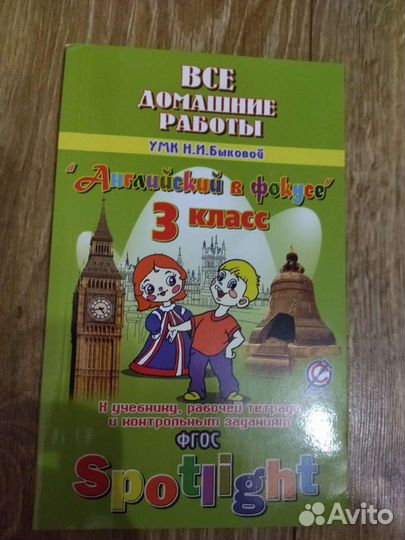 ВСЕ
ДОМАШНИЕ
РАБОТЫ
УМК Н.И.Быковой
"Английский в фокусе"
3 класс
К учебнику, рабочей тетради
и контрольным заданиям
ФГОС
Spotlight
Avito